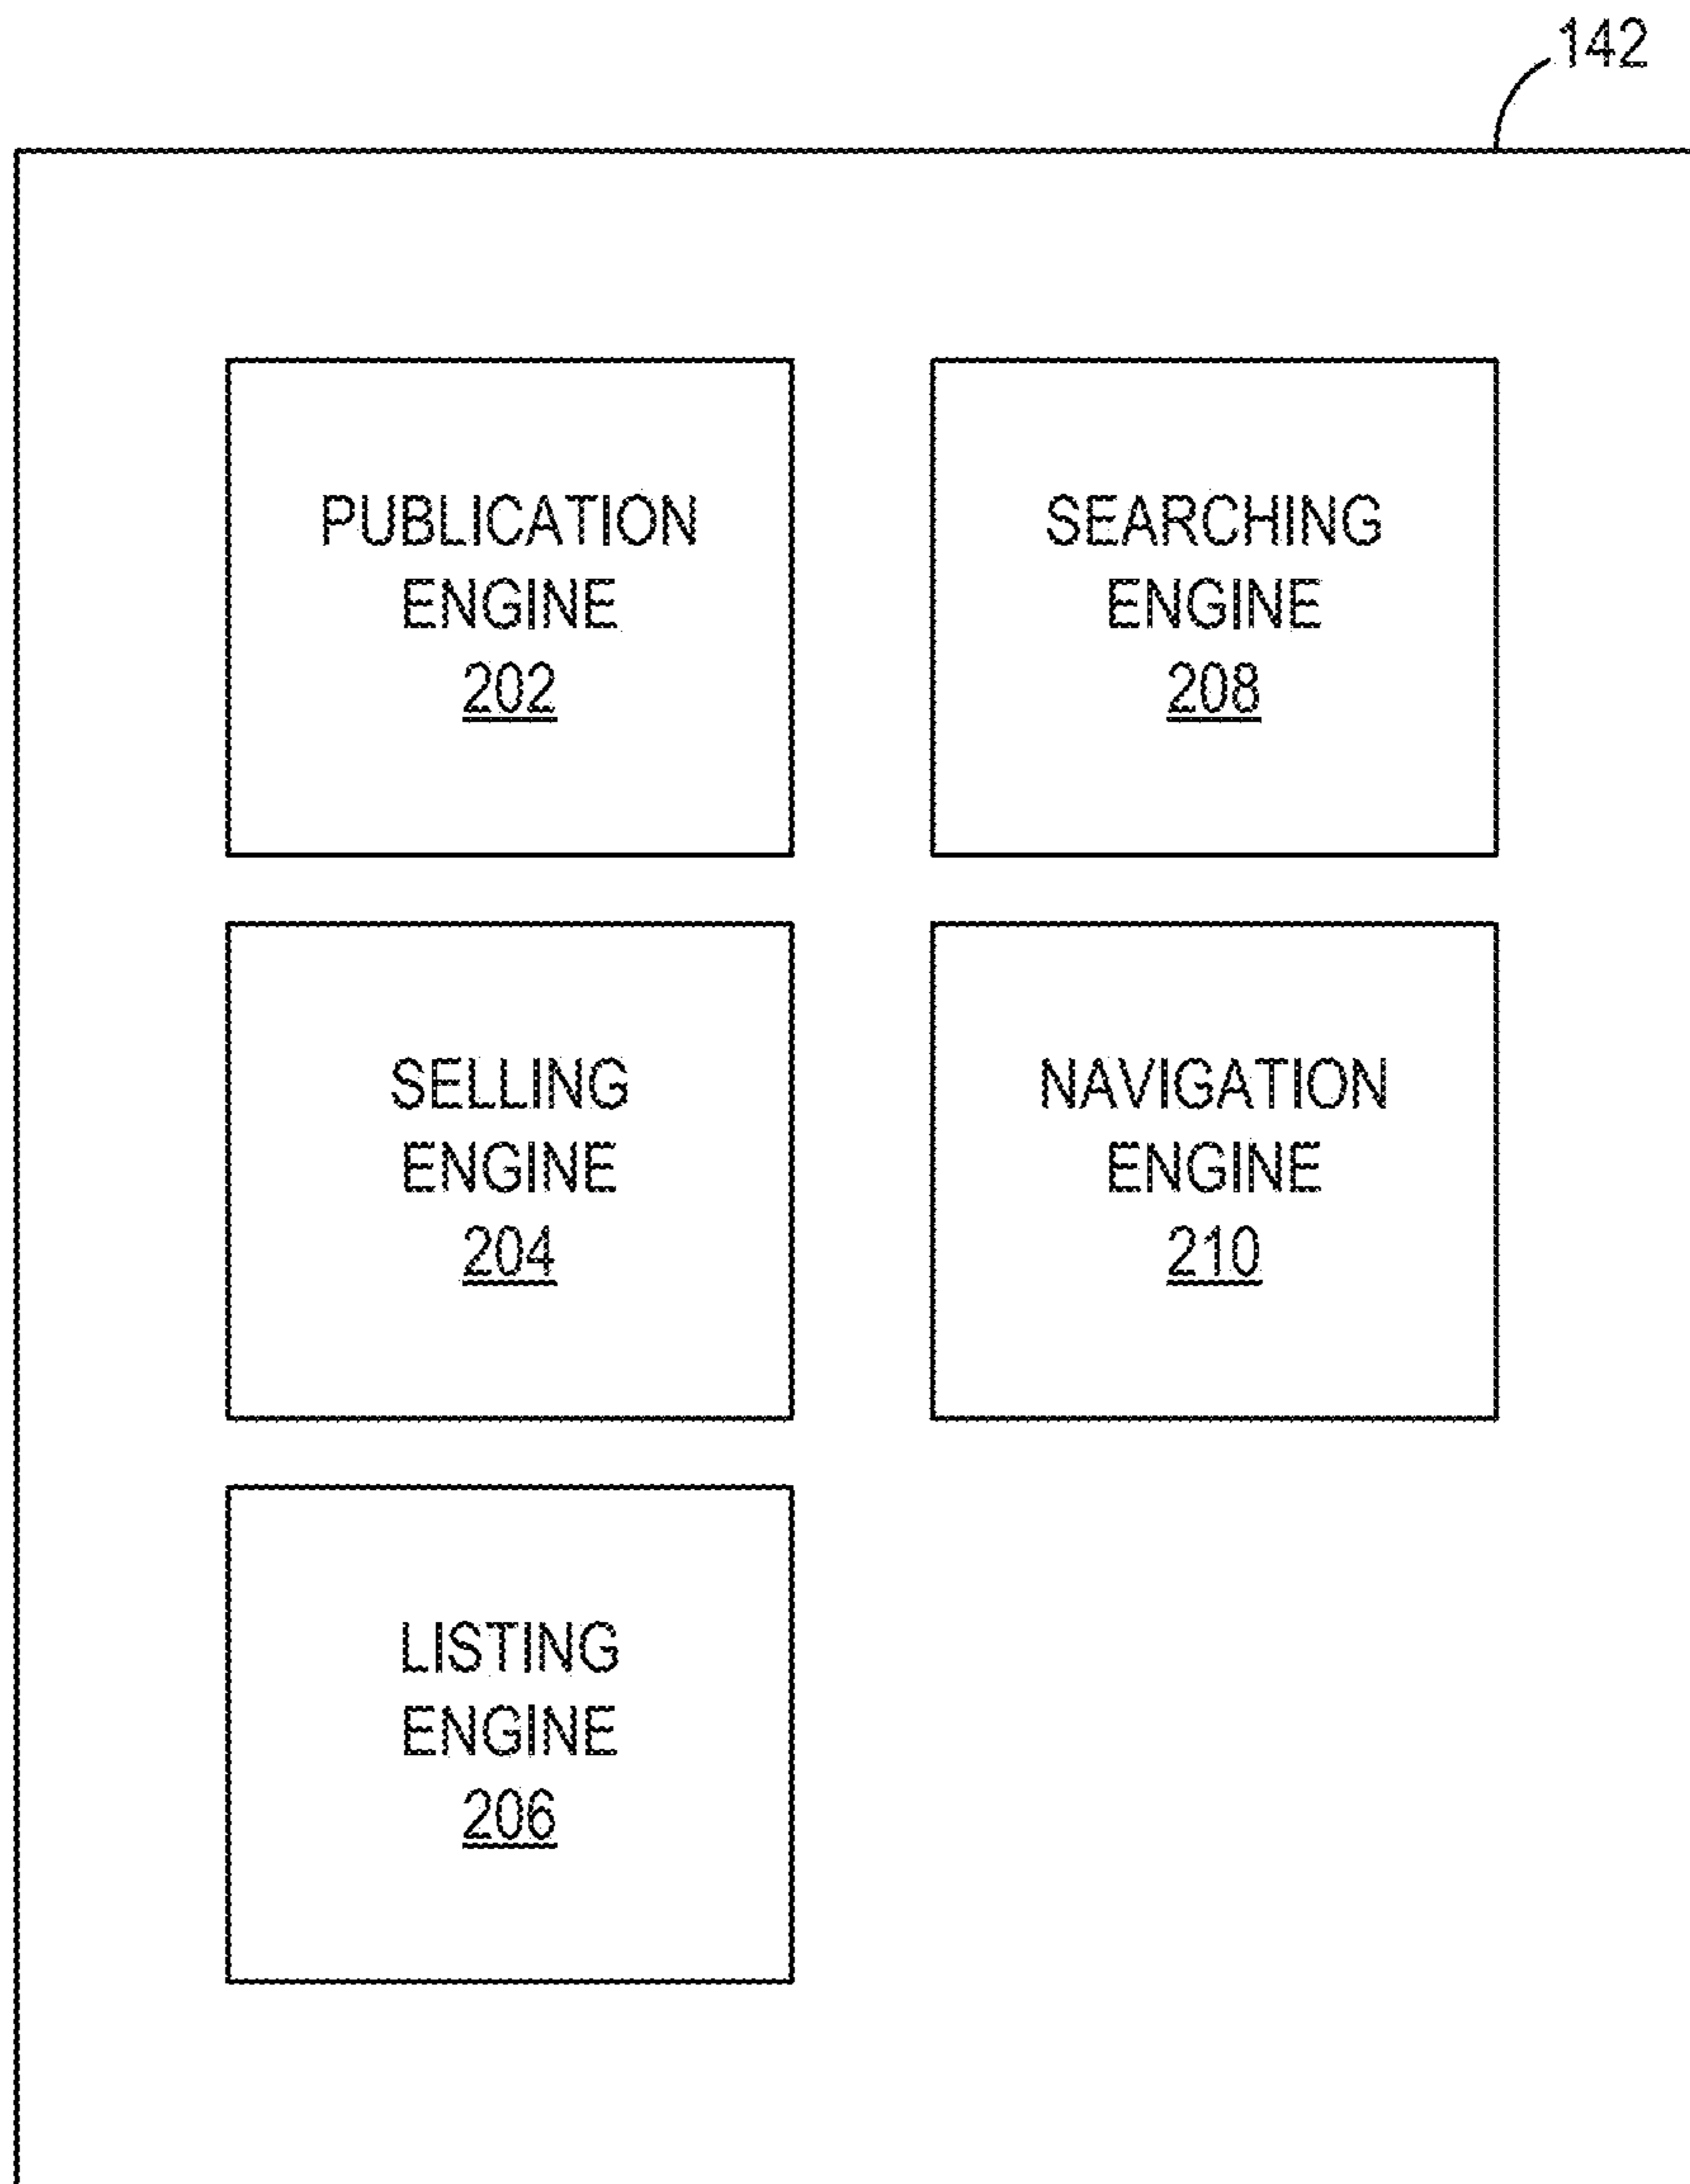 142
PUBLICATION
ENGINE
202
SEARCHING
ENGINE
208
SELLING
ENGINE
204
NAVIGATION
ENGINE
210
LISTING
ENGINE
206